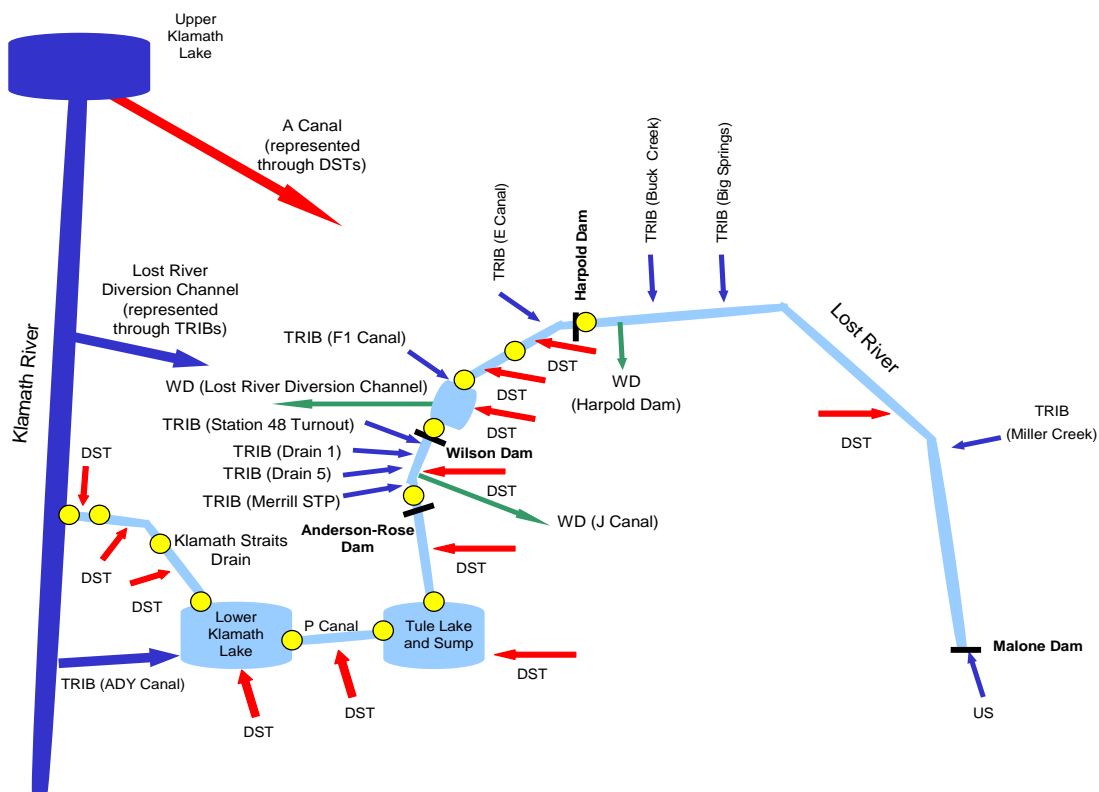 Upper
Klamath
Lake
A Canal
(represented
through DSTs)
TRIB (Buck Creek)
TRIB (Big Springs)
TRIB (E Canal)
Harpold Dam
Lost River
Diversion Channel
(represented
through TRIBs)
Lost River
TRIB (F1 Canal)
DST
Klamath River
WD (Lost River Diversion Channel)
DST
WD
(Harpold Dam)
TRIB
(Miller Creek)
DST
TRIB (Station 48 Turnout)
DST
Wilson Dam
TRIB (Drain 1)
DST
TRIB (Drain 5)
DST
TRIB (Merrill STP)
WD (J Canal)
Anderson-Rose
Dam
Klamath Straits
Drain
DST
DST
DST
Lower
Klamath
Lake
P Canal
Tule Lake
and Sump
Malone Dam
DST
TRIB (ADY Canal)
DST
US
DST